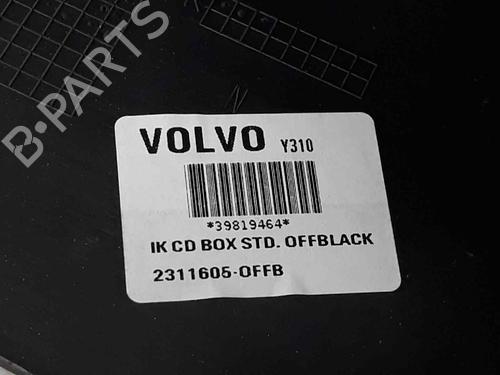 B·PARTS
N
VOLVO Y310
*39819464*
IK CD BOX STD. OFFBLACK
2311605-OFFB